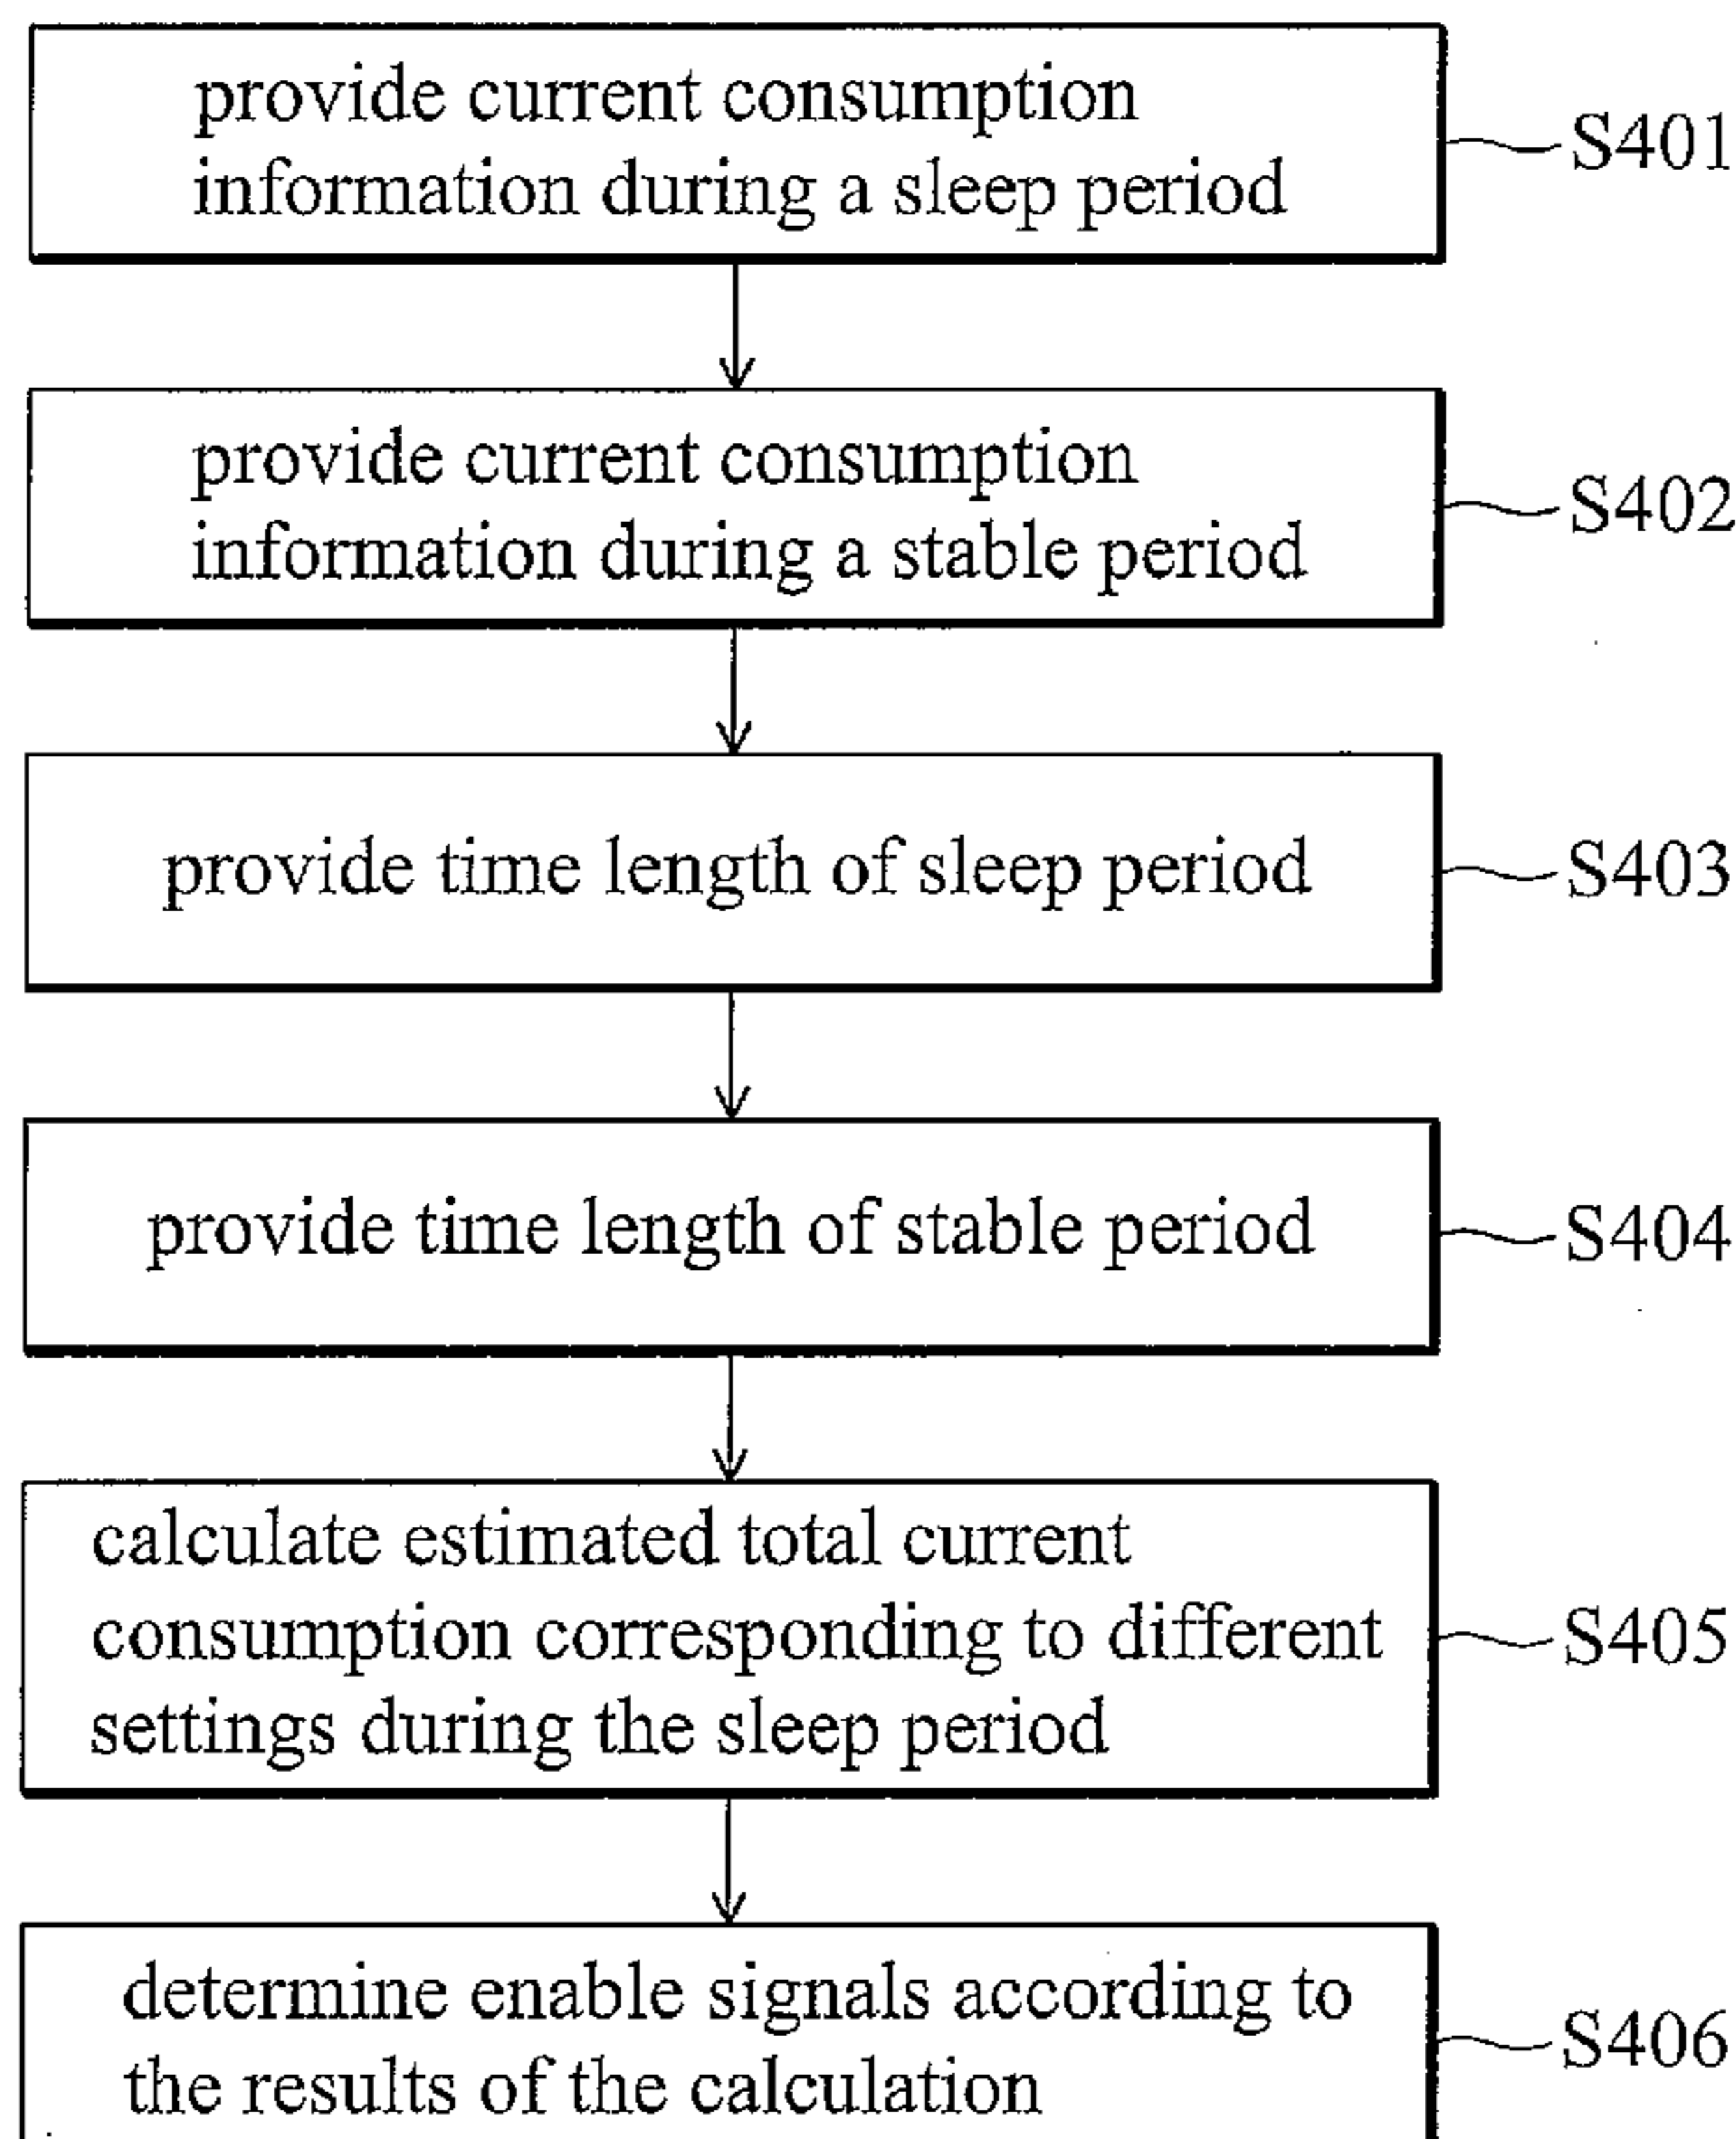 provide current consumption
information during a sleep period
S401
provide current consumption
information during a stable period
S402
provide time length of sleep period
S403
provide time length of stable period
S404
calculate estimated total current
consumption corresponding to different
settings during the sleep period
S405
determine enable signals according to
the results of the calculation
S406